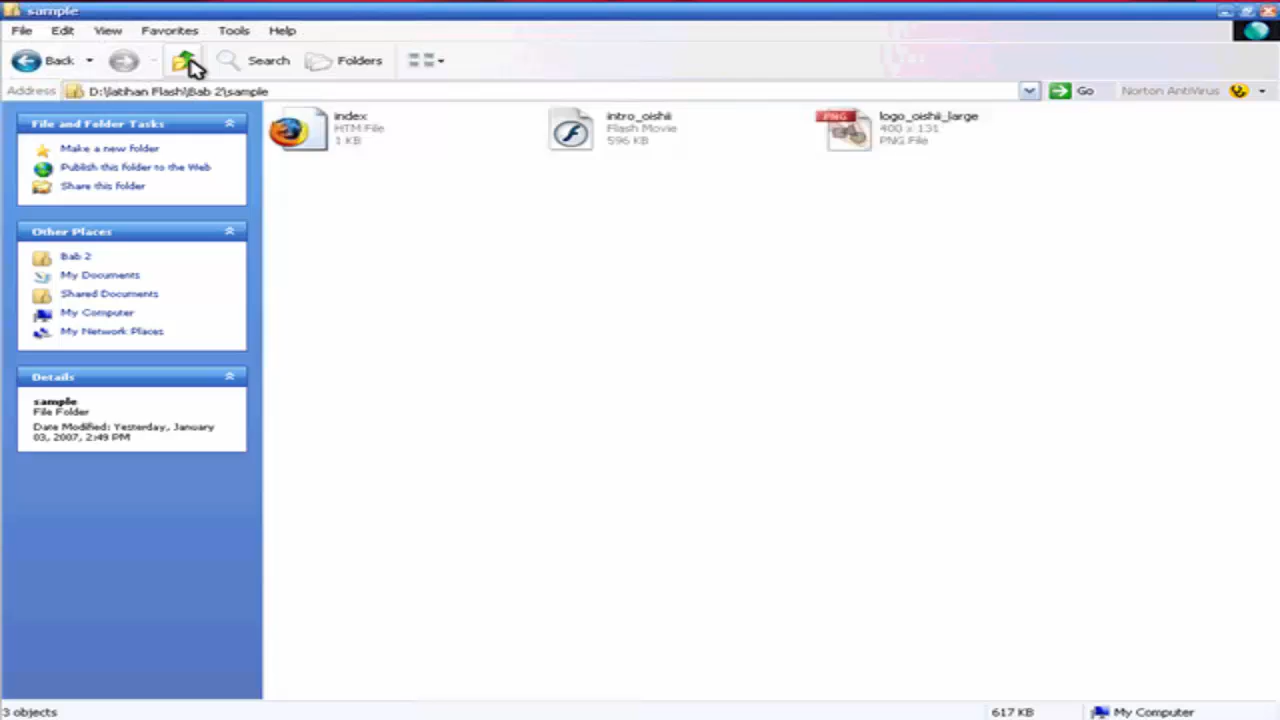 sample
File Edit View Favorites Tools Help
Back Search Folders
Address D:\latihan Flash\Bab 2\sample Go Norton AntiVirus
File and Folder Tasks
Make a new folder
Publish this folder to the Web
Share this folder
Other Places
Bab 2
My Documents
Shared Documents
My Computer
My Network Places
Details
sample
File Folder
Date Modified: Yesterday, January
03, 2007, 2:49 PM
index
HTM File
1 KB
intro_oishii
Flash Movie
596 KB
PNG
logo_oishii_large
400 x 131
PNG File
3 objects
617 KB
My Computer